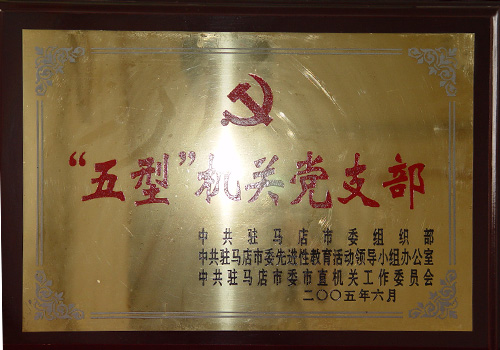 “五型”机关党支部
中共驻马店市委组织部
中共驻马店市委先进性教育活动领导小组办公室
中共驻马店市委市直机关工作委员会
二〇〇五年六月